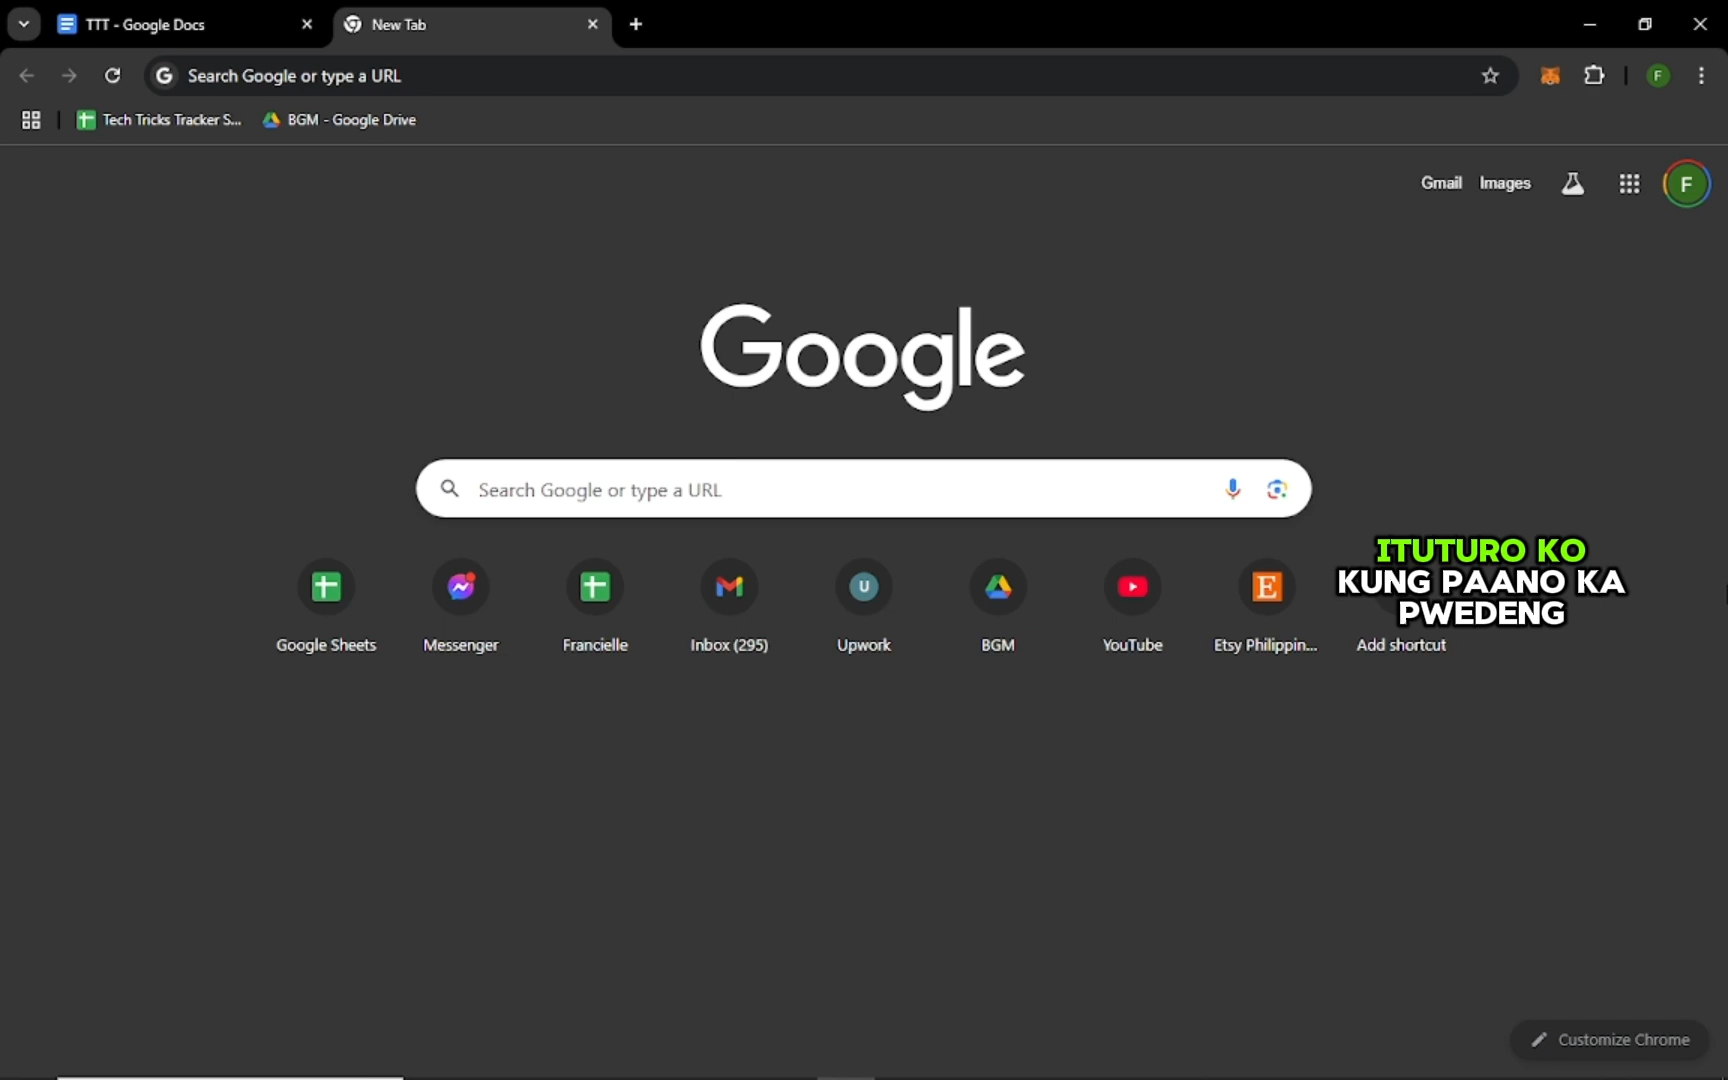 TTT - Google Docs
New Tab
Search Google or type a URL
F
Tech Tricks Tracker S...
BGM - Google Drive
Gmail
Images
F
Google
Search Google or type a URL
ITUTURO KO
KUNG PAANO KA
PWEDENG
U
E
Google Sheets
Messenger
Francielle
Inbox (295)
Upwork
BGM
YouTube
Etsy Philippin...
Add shortcut
Customize Chrome